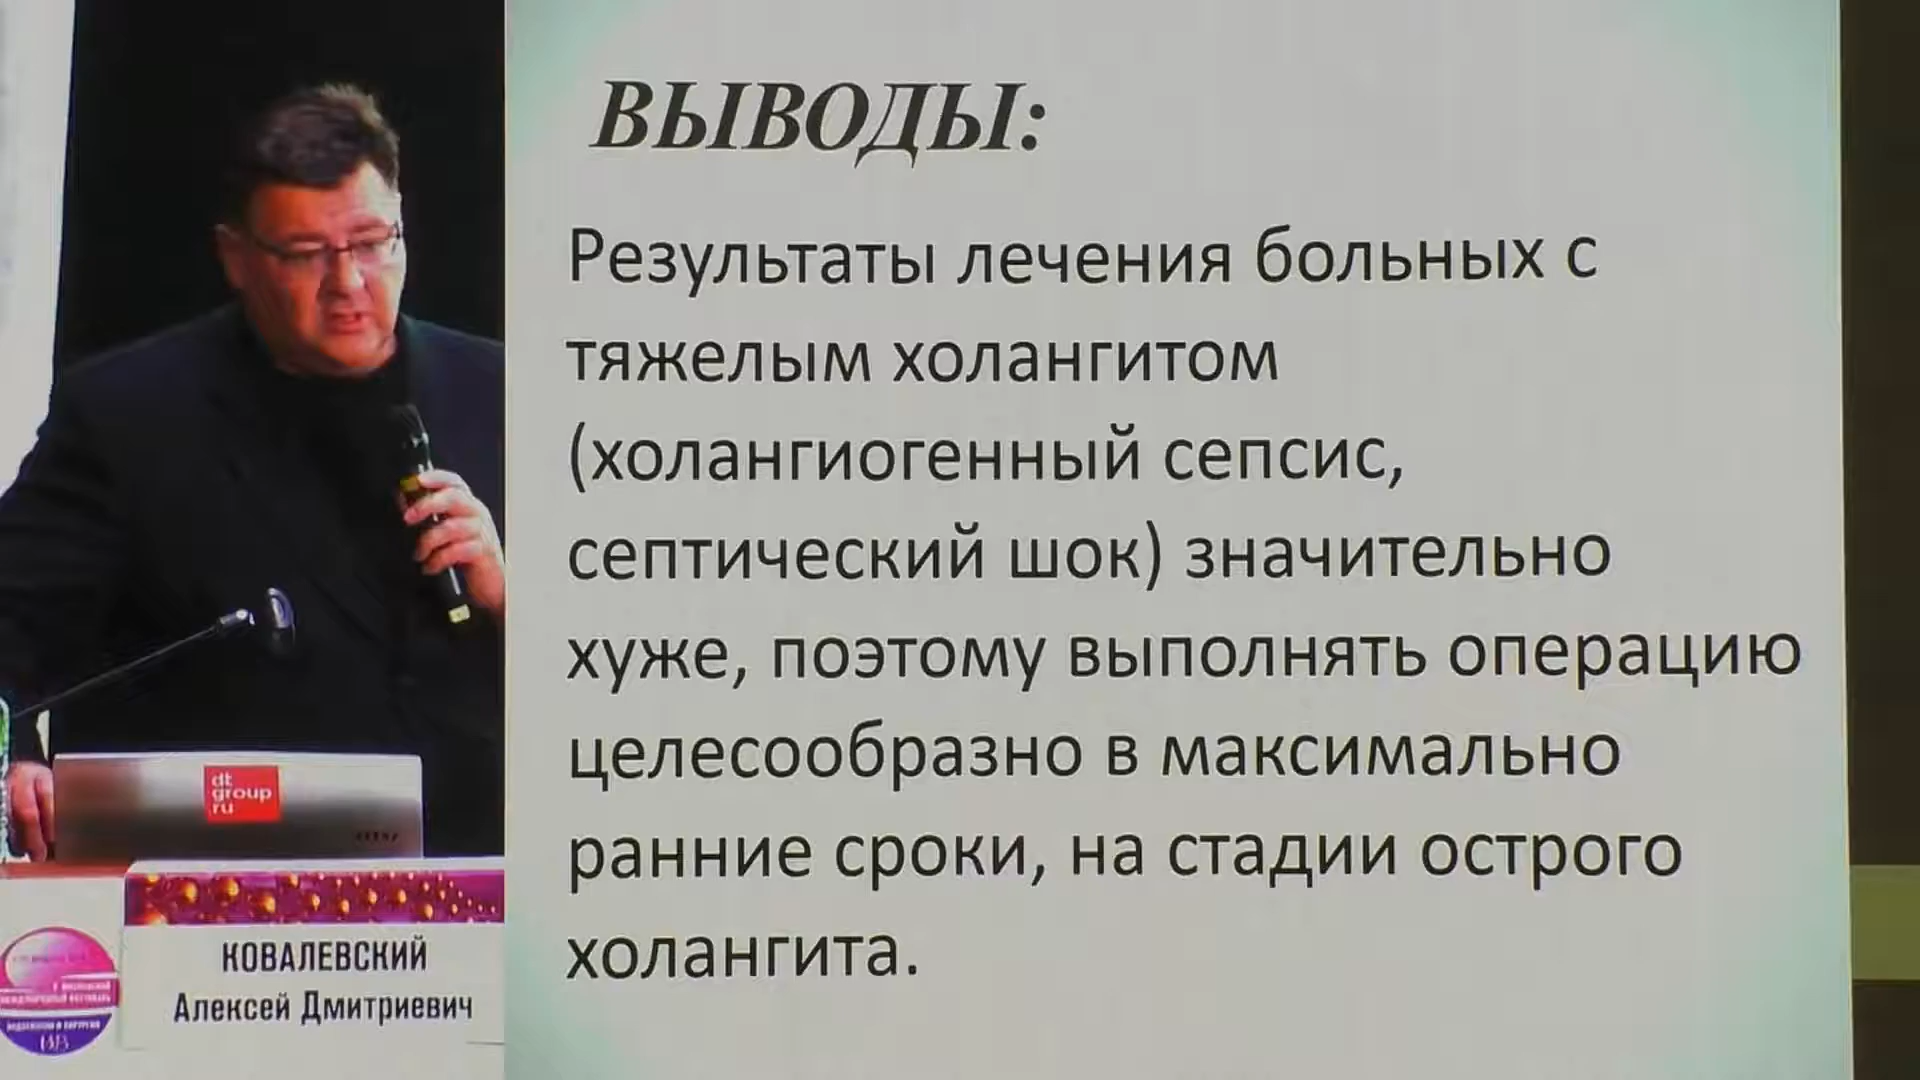 ВЫВОДЫ:
Результаты лечения больных с
тяжелым холангитом
(холангиогенный сепсис,
септический шок) значительно
хуже, поэтому выполнять операцию
целесообразно в максимально
ранние сроки, на стадии острого
холангита.
dt
group
ru
КОВАЛЕВСКИЙ
Алексей Дмитриевич